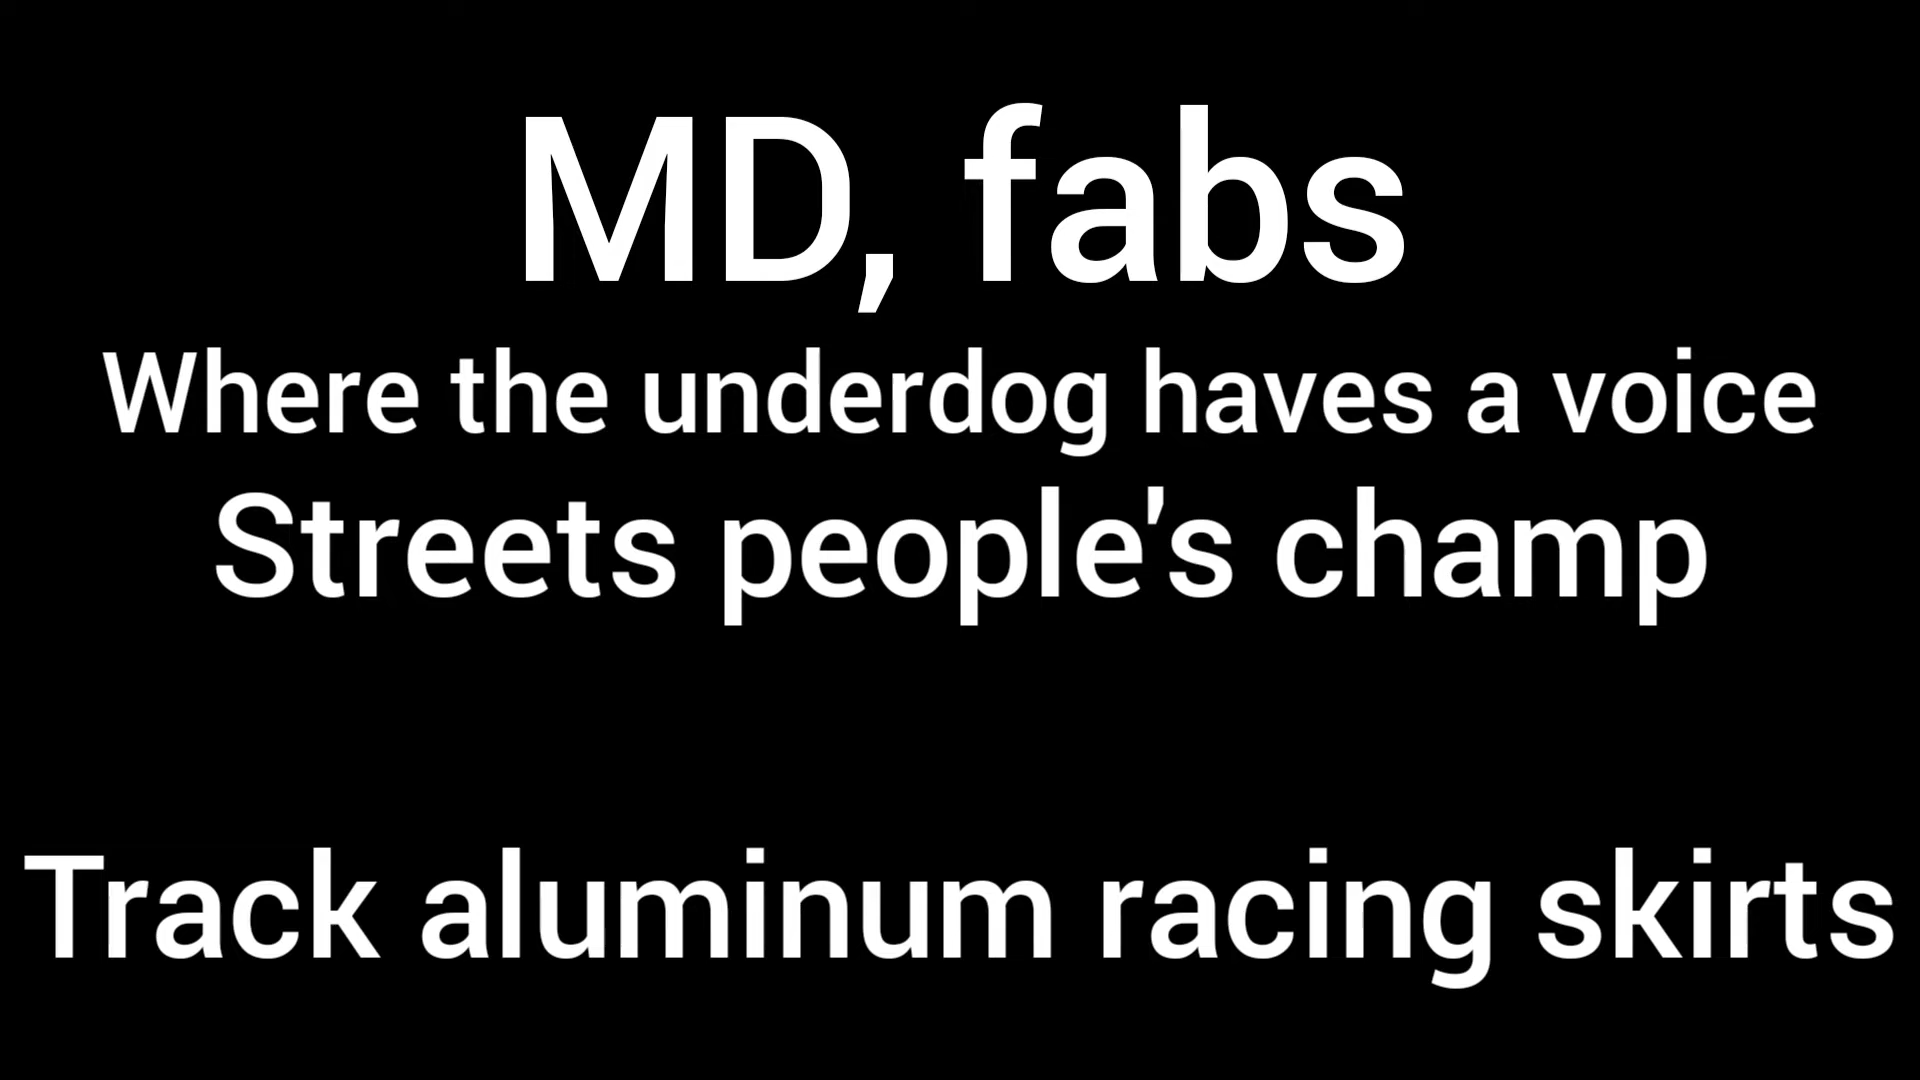 MD, fabs
Where the underdog haves a voice
Streets people's champ
Track aluminum racing skirts